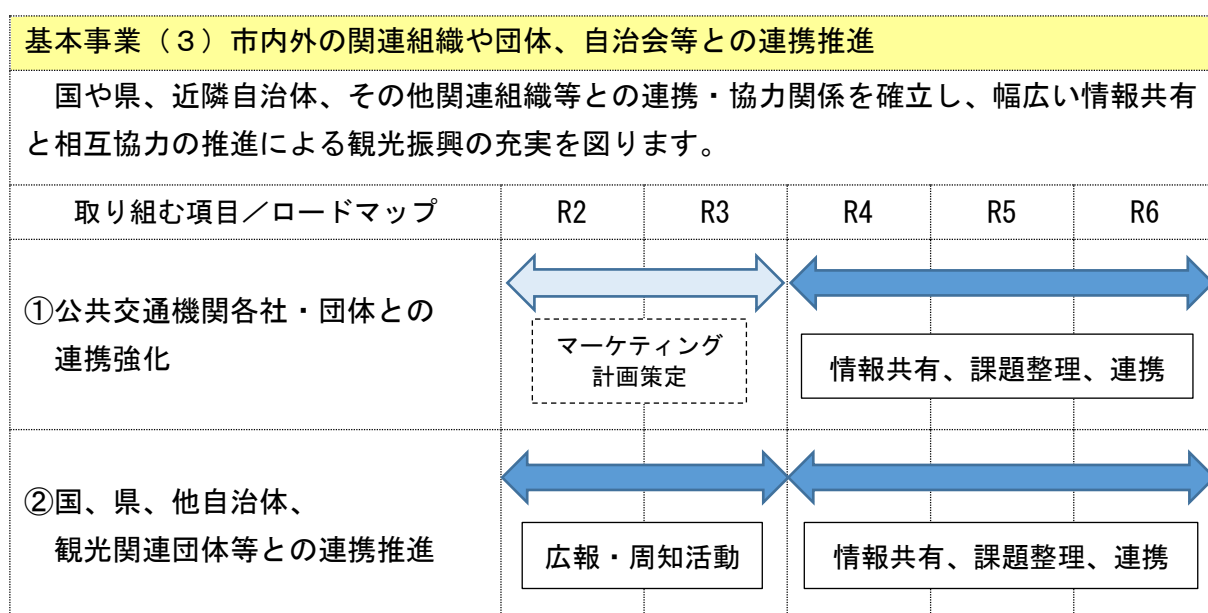 基本事業（３）市内外の関連組織や団体、自治会等との連携推進
国や県、近隣自治体、その他関連組織等との連携・協力関係を確立し、幅広い情報共有
と相互協力の推進による観光振興の充実を図ります。
取り組む項目／ロードマップ R2 R3 R4 R5 R6
①公共交通機関各社・団体との
連携強化
マーケティング
計画策定
情報共有、課題整理、連携
②国、県、他自治体、
観光関連団体等との連携推進
広報・周知活動
情報共有、課題整理、連携